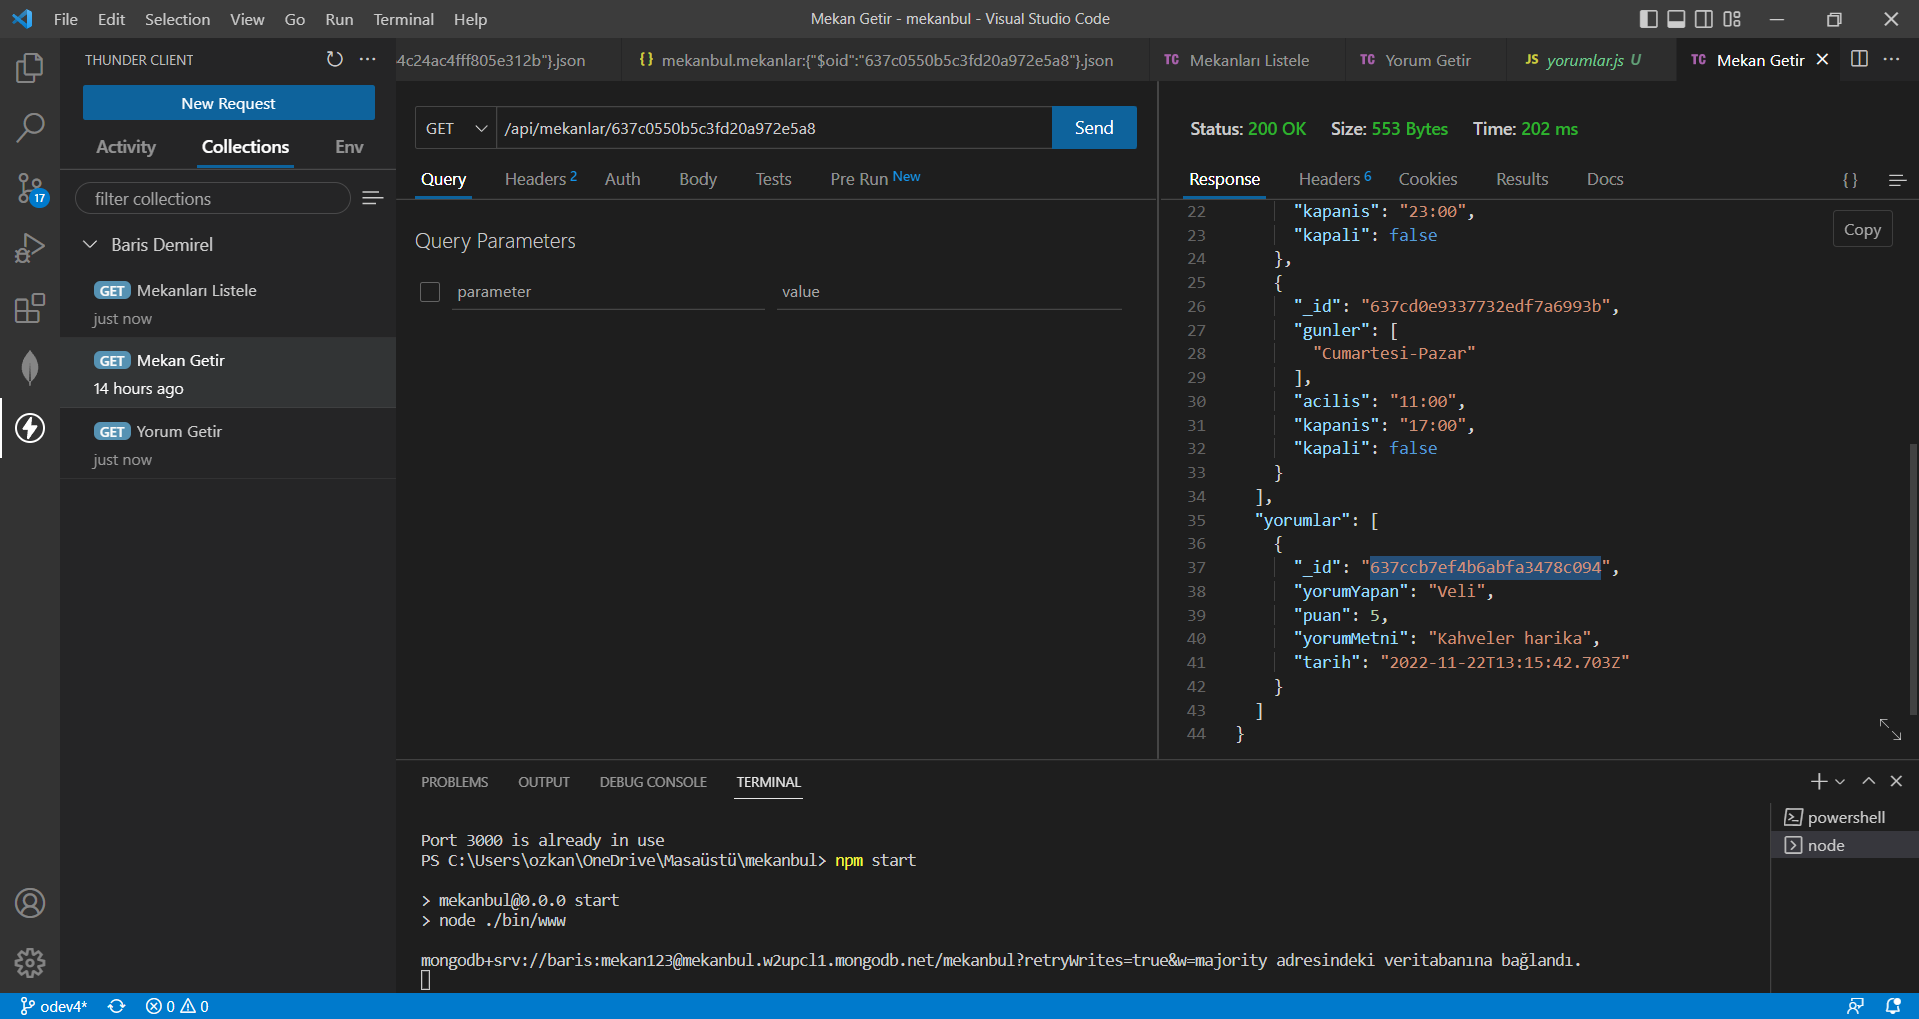 File Edit Selection View Go Run Terminal Help
Mekan Getir - mekanbul - Visual Studio Code
THUNDER CLIENT
New Request
Activity Collections Env
filter collections
Baris Demirel
GET Mekanları Listele
just now
GET Mekan Getir
14 hours ago
GET Yorum Getir
just now
17
4c24ac4fff805e312b"}.json
{} mekanbul.mekanlar:{"$oid":"637c0550b5c3fd20a972e5a8"}.json
TC Mekanları Listele
TC Yorum Getir
JS yorumlar.js U
TC Mekan Getir
GET /api/mekanlar/637c0550b5c3fd20a972e5a8 Send
Query Headers 2 Auth Body Tests Pre Run New
Query Parameters
parameter value
Status: 200 OK Size: 553 Bytes Time: 202 ms
Response Headers 6 Cookies Results Docs {}
Copy
22 "kapanis": "23:00",
23 "kapali": false
24 },
25 {
26 "_id": "637cd0e9337732edf7a6993b",
27 "gunler": [
28 "Cumartesi-Pazar"
29 ],
30 "acilis": "11:00",
31 "kapanis": "17:00",
32 "kapali": false
33 }
34 ],
35 "yorumlar": [
36 {
37 "_id": "637ccb7ef4b6abfa3478c094",
38 "yorumYapan": "Veli",
39 "puan": 5,
40 "yorumMetni": "Kahveler harika",
41 "tarih": "2022-11-22T13:15:42.703Z"
42 }
43 ]
44 }
PROBLEMS OUTPUT DEBUG CONSOLE TERMINAL
Port 3000 is already in use
PS C:\Users\ozkan\OneDrive\Masaüstü\mekanbul> npm start
> mekanbul@0.0.0 start
> node ./bin/www
mongodb+srv://baris:mekan123@mekanbul.w2upcl1.mongodb.net/mekanbul?retryWrites=true&w=majority adresindeki veritabanına bağlandı.
powershell
node
odev4* 0 0